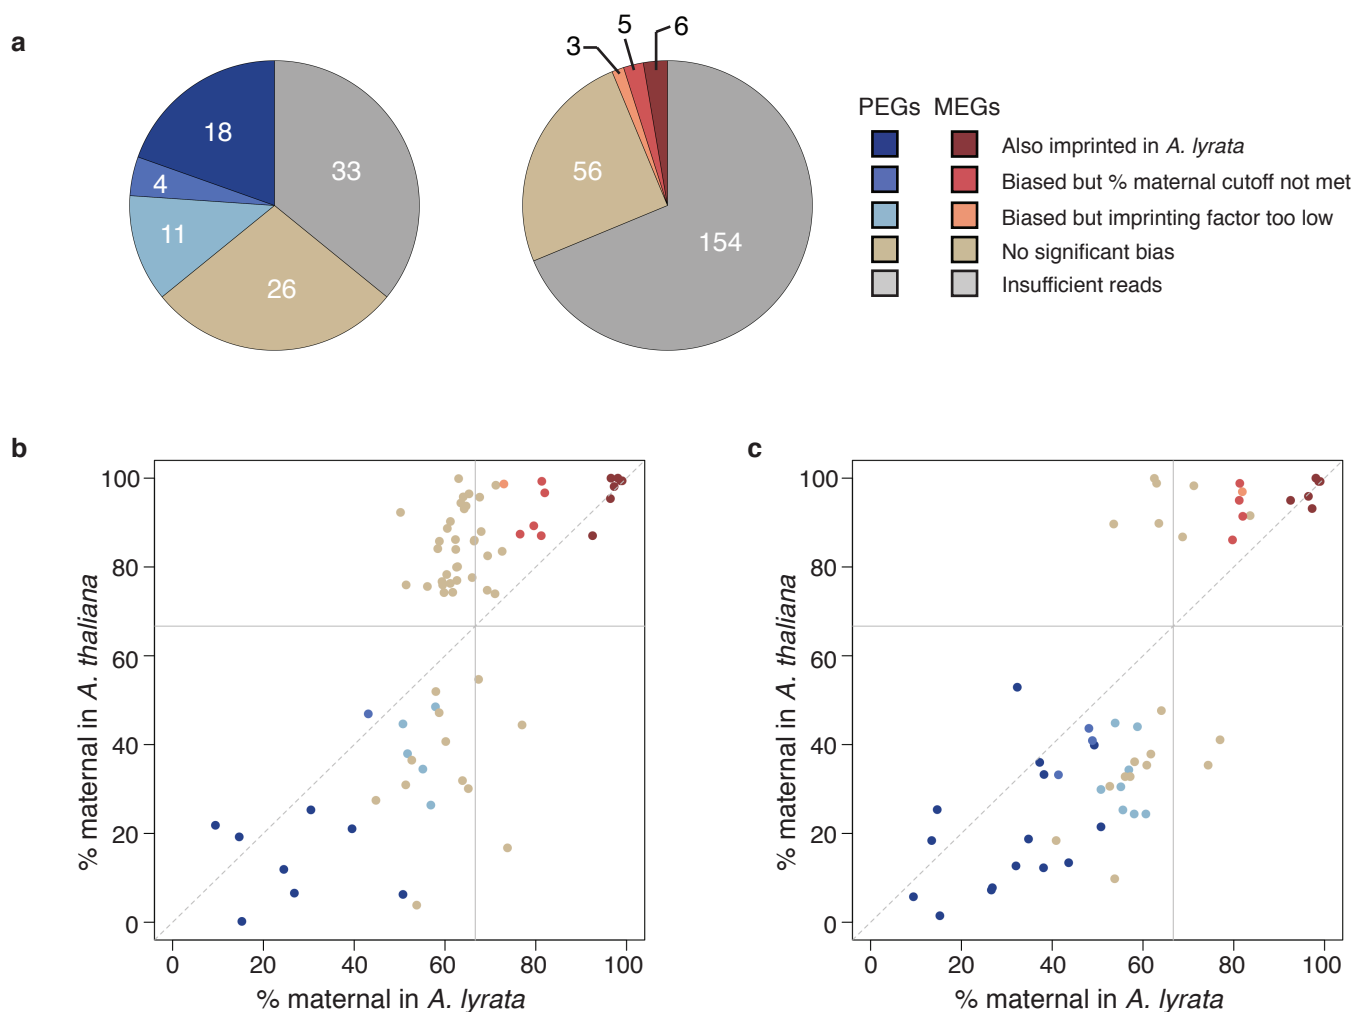 a
18
33
4
11
26
3
5
6
56
154
PEGs MEGs
Also imprinted in A. lyrata
Biased but % maternal cutoff not met
Biased but imprinting factor too low
No significant bias
Insufficient reads
b
100
80
60
40
20
0
% maternal in A. thaliana
0 20 40 60 80 100
% maternal in A. lyrata
c
100
80
60
40
20
0
% maternal in A. thaliana
0 20 40 60 80 100
% maternal in A. lyrata